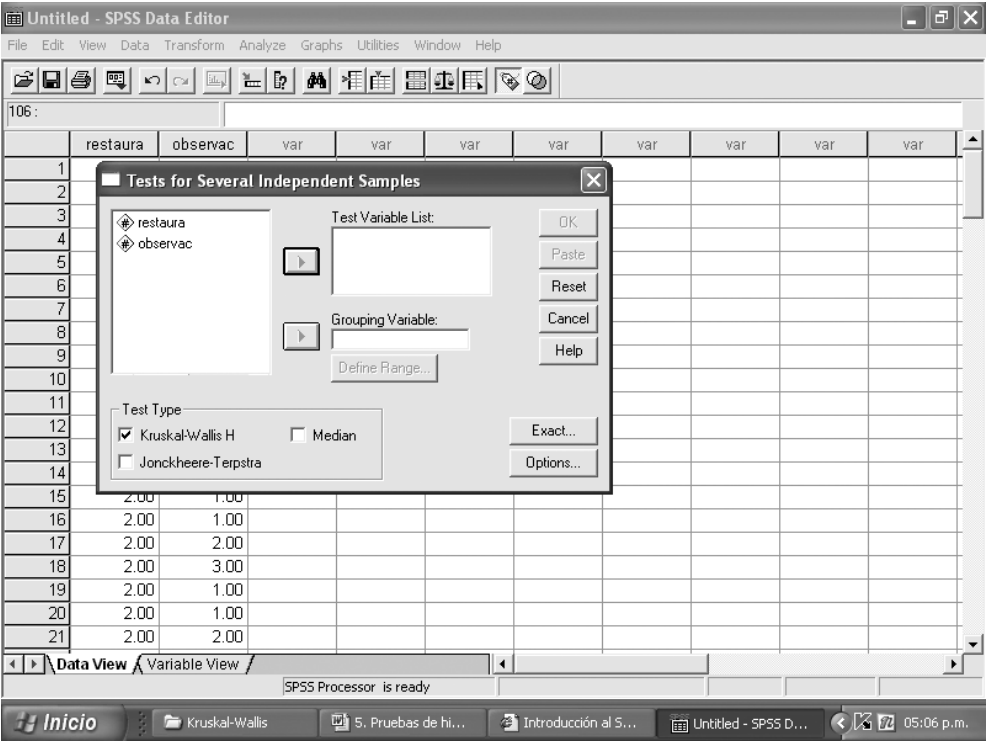 Untitled - SPSS Data Editor
File Edit View Data Transform Analyze Graphs Utilities Window Help
106 :
restaura observac var var var var var var var var
1
2
3
4
5
6
7
8
9
10
11
12
13
14
Tests for Several Independent Samples
restaura
observac
Test Variable List:
Grouping Variable:
Define Range...
OK
Paste
Reset
Cancel
Help
Test Type
Kruskal-Wallis H Median
Jonckheere-Terpstra
Exact...
Options...
15 2.00 1.00
16 2.00 1.00
17 2.00 2.00
18 2.00 3.00
19 2.00 1.00
20 2.00 1.00
21 2.00 2.00
Data View Variable View
SPSS Processor is ready
Inicio Kruskal-Wallis 5. Pruebas de hi... Introducción al S... Untitled - SPSS D... 05:06 p.m.